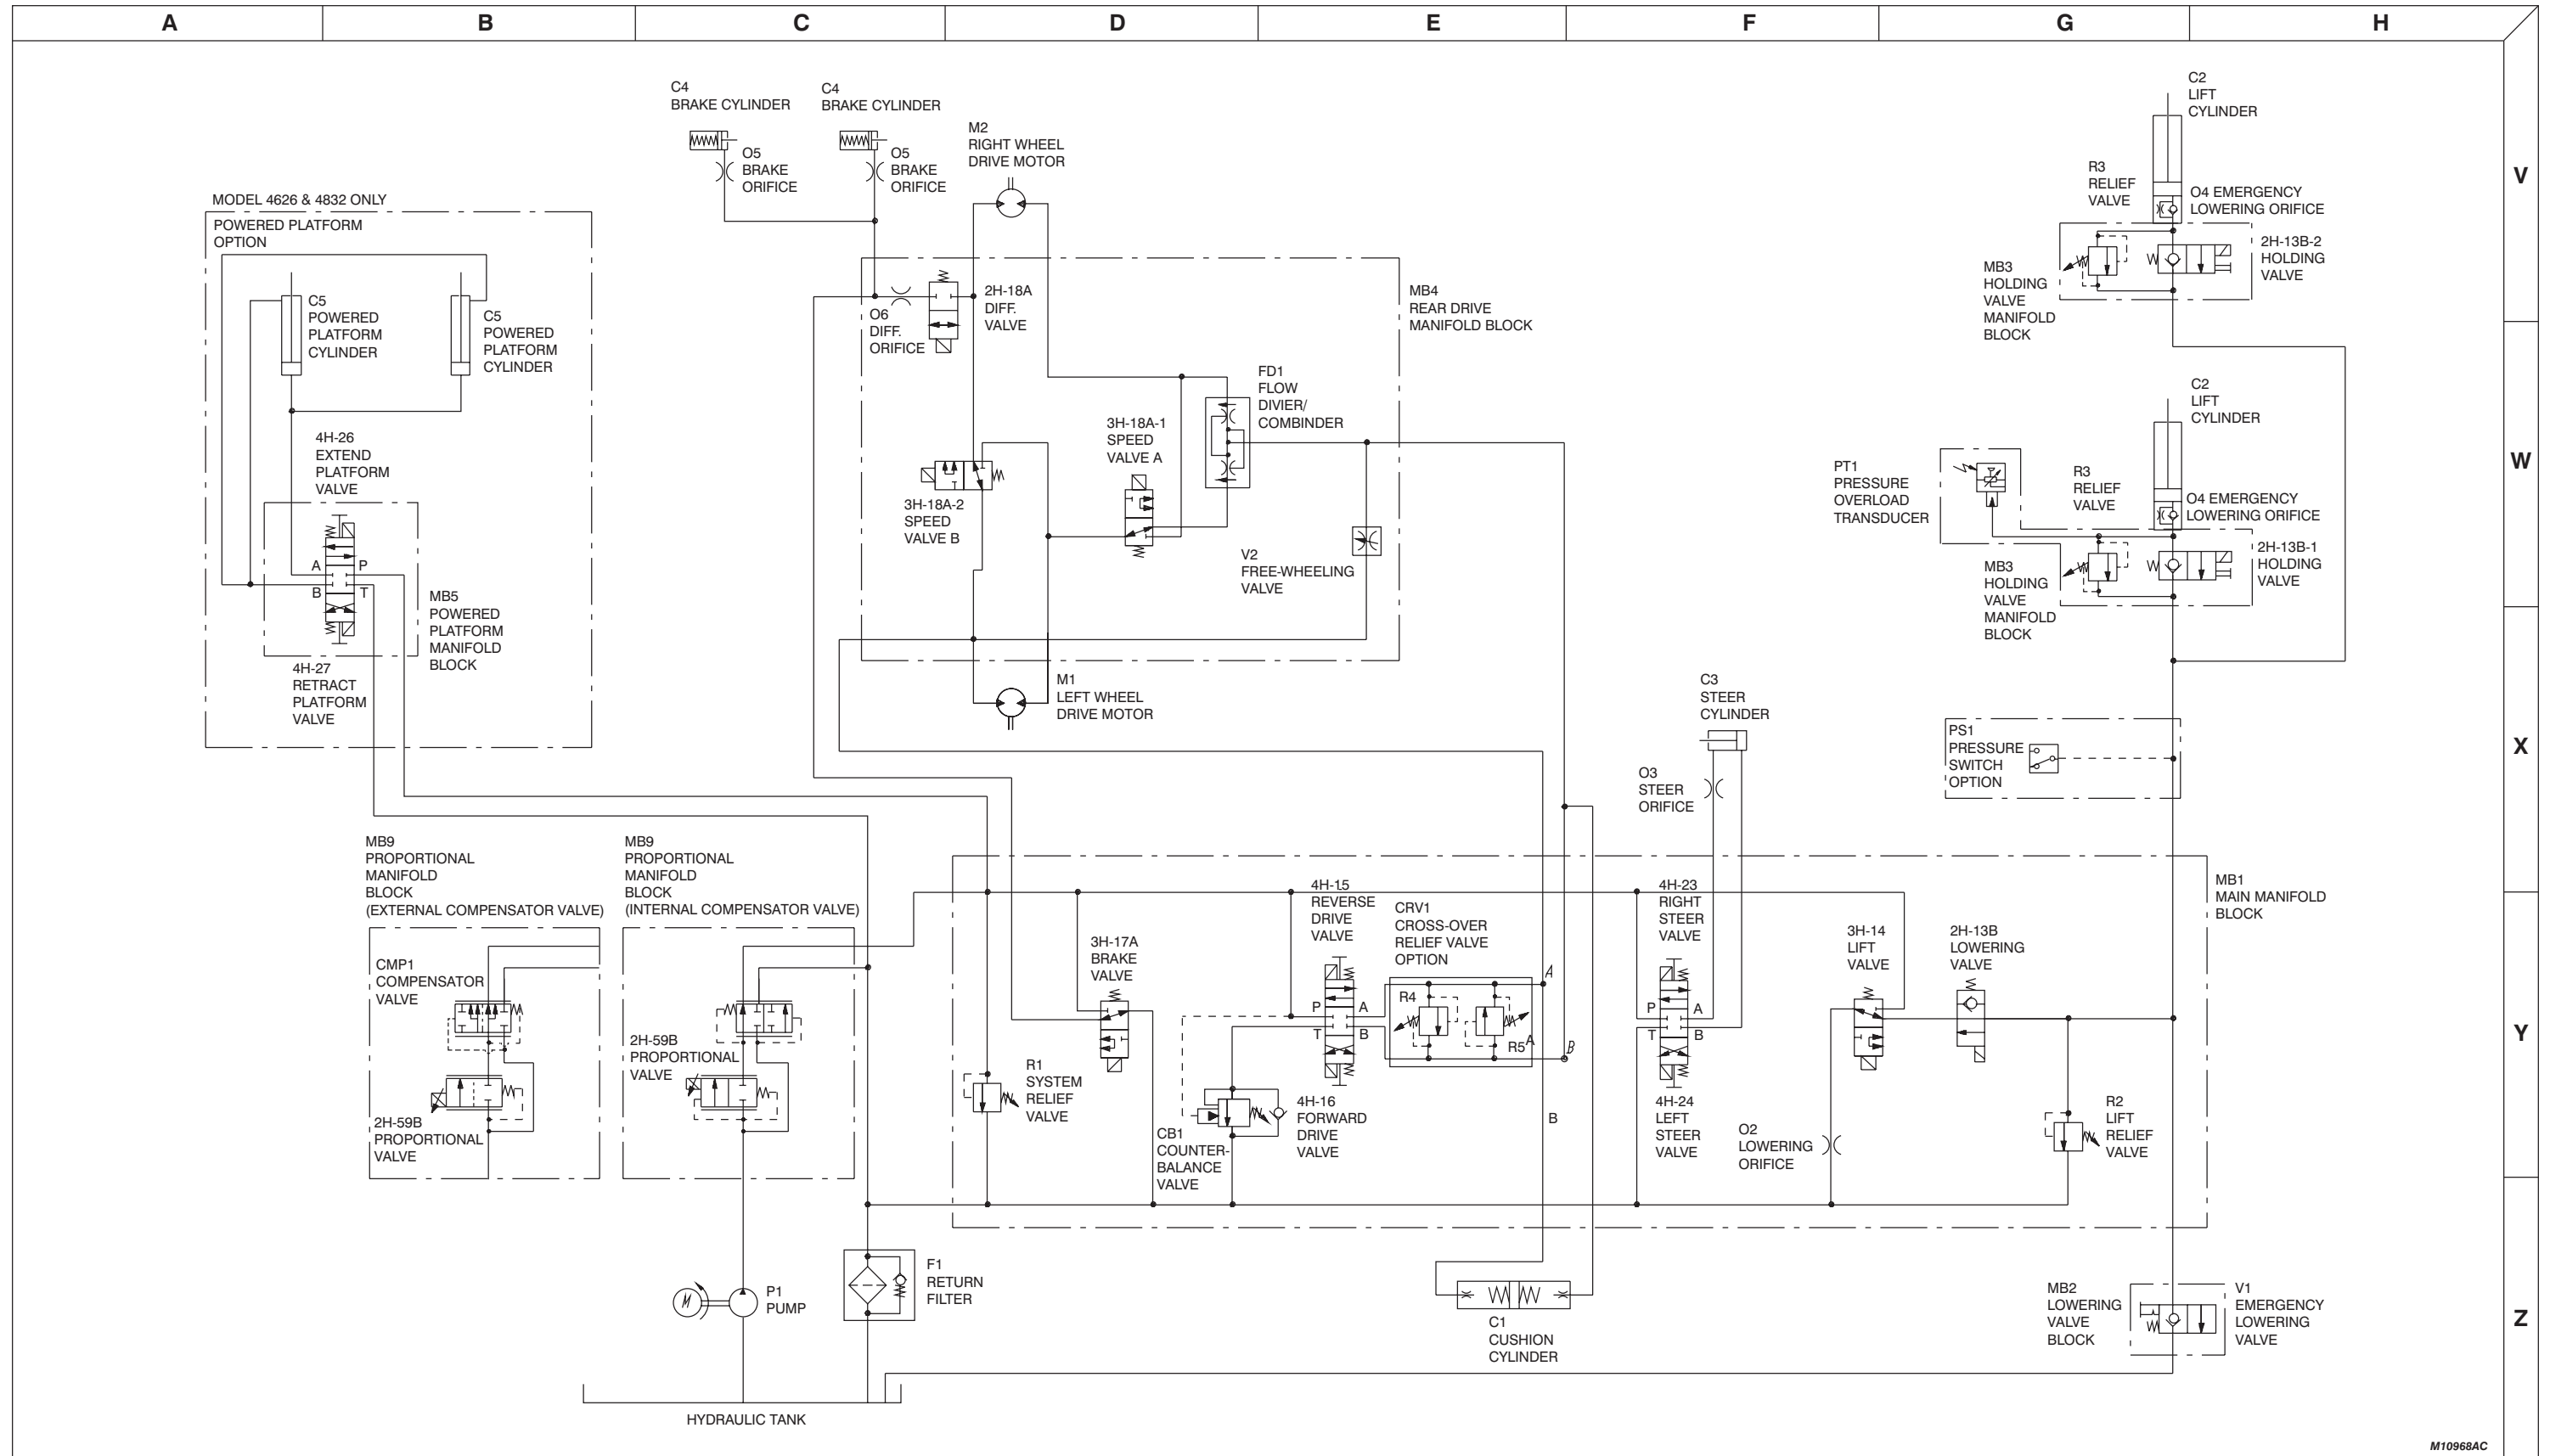 A B C D E F G H
V
W
X
Y
Z
MODEL 4626 & 4832 ONLY
POWERED PLATFORM
OPTION
C5
POWERED
PLATFORM
CYLINDER
C5
POWERED
PLATFORM
CYLINDER
4H-26
EXTEND
PLATFORM
VALVE
A
P
B
T
MB5
POWERED
PLATFORM
MANIFOLD
BLOCK
4H-27
RETRACT
PLATFORM
VALVE
C4
BRAKE CYLINDER
C4
BRAKE CYLINDER
O5
BRAKE
ORIFICE
O5
BRAKE
ORIFICE
M2
RIGHT WHEEL
DRIVE MOTOR
O6
DIFF.
ORIFICE
2H-18A
DIFF.
VALVE
MB4
REAR DRIVE
MANIFOLD BLOCK
FD1
FLOW
DIVIER/
COMBINDER
3H-18A-1
SPEED
VALVE A
3H-18A-2
SPEED
VALVE B
V2
FREE-WHEELING
VALVE
M1
LEFT WHEEL
DRIVE MOTOR
C2
LIFT
CYLINDER
R3
RELIEF
VALVE
O4 EMERGENCY
LOWERING ORIFICE
2H-13B-2
HOLDING
VALVE
MB3
HOLDING
VALVE
MANIFOLD
BLOCK
C2
LIFT
CYLINDER
PT1
PRESSURE
OVERLOAD
TRANSDUCER
R3
RELIEF
VALVE
O4 EMERGENCY
LOWERING ORIFICE
2H-13B-1
HOLDING
VALVE
MB3
HOLDING
VALVE
MANIFOLD
BLOCK
C3
STEER
CYLINDER
O3
STEER
ORIFICE
PS1
PRESSURE
SWITCH
OPTION
MB9
PROPORTIONAL
MANIFOLD
BLOCK
(EXTERNAL COMPENSATOR VALVE)
CMP1
COMPENSATOR
VALVE
2H-59B
PROPORTIONAL
VALVE
MB9
PROPORTIONAL
MANIFOLD
BLOCK
(INTERNAL COMPENSATOR VALVE)
2H-59B
PROPORTIONAL
VALVE
MB1
MAIN MANIFOLD
BLOCK
3H-17A
BRAKE
VALVE
R1
SYSTEM
RELIEF
VALVE
CB1
COUNTER-
BALANCE
VALVE
4H-15
REVERSE
DRIVE
VALVE
P
A
T
B
4H-16
FORWARD
DRIVE
VALVE
CRV1
CROSS-OVER
RELIEF VALVE
OPTION
R4
R5
A
A
B
B
4H-23
RIGHT
STEER
VALVE
P
A
T
B
4H-24
LEFT
STEER
VALVE
O2
LOWERING
ORIFICE
3H-14
LIFT
VALVE
2H-13B
LOWERING
VALVE
R2
LIFT
RELIEF
VALVE
M
P1
PUMP
F1
RETURN
FILTER
C1
CUSHION
CYLINDER
MB2
LOWERING
VALVE
BLOCK
V1
EMERGENCY
LOWERING
VALVE
HYDRAULIC TANK
M10968AC